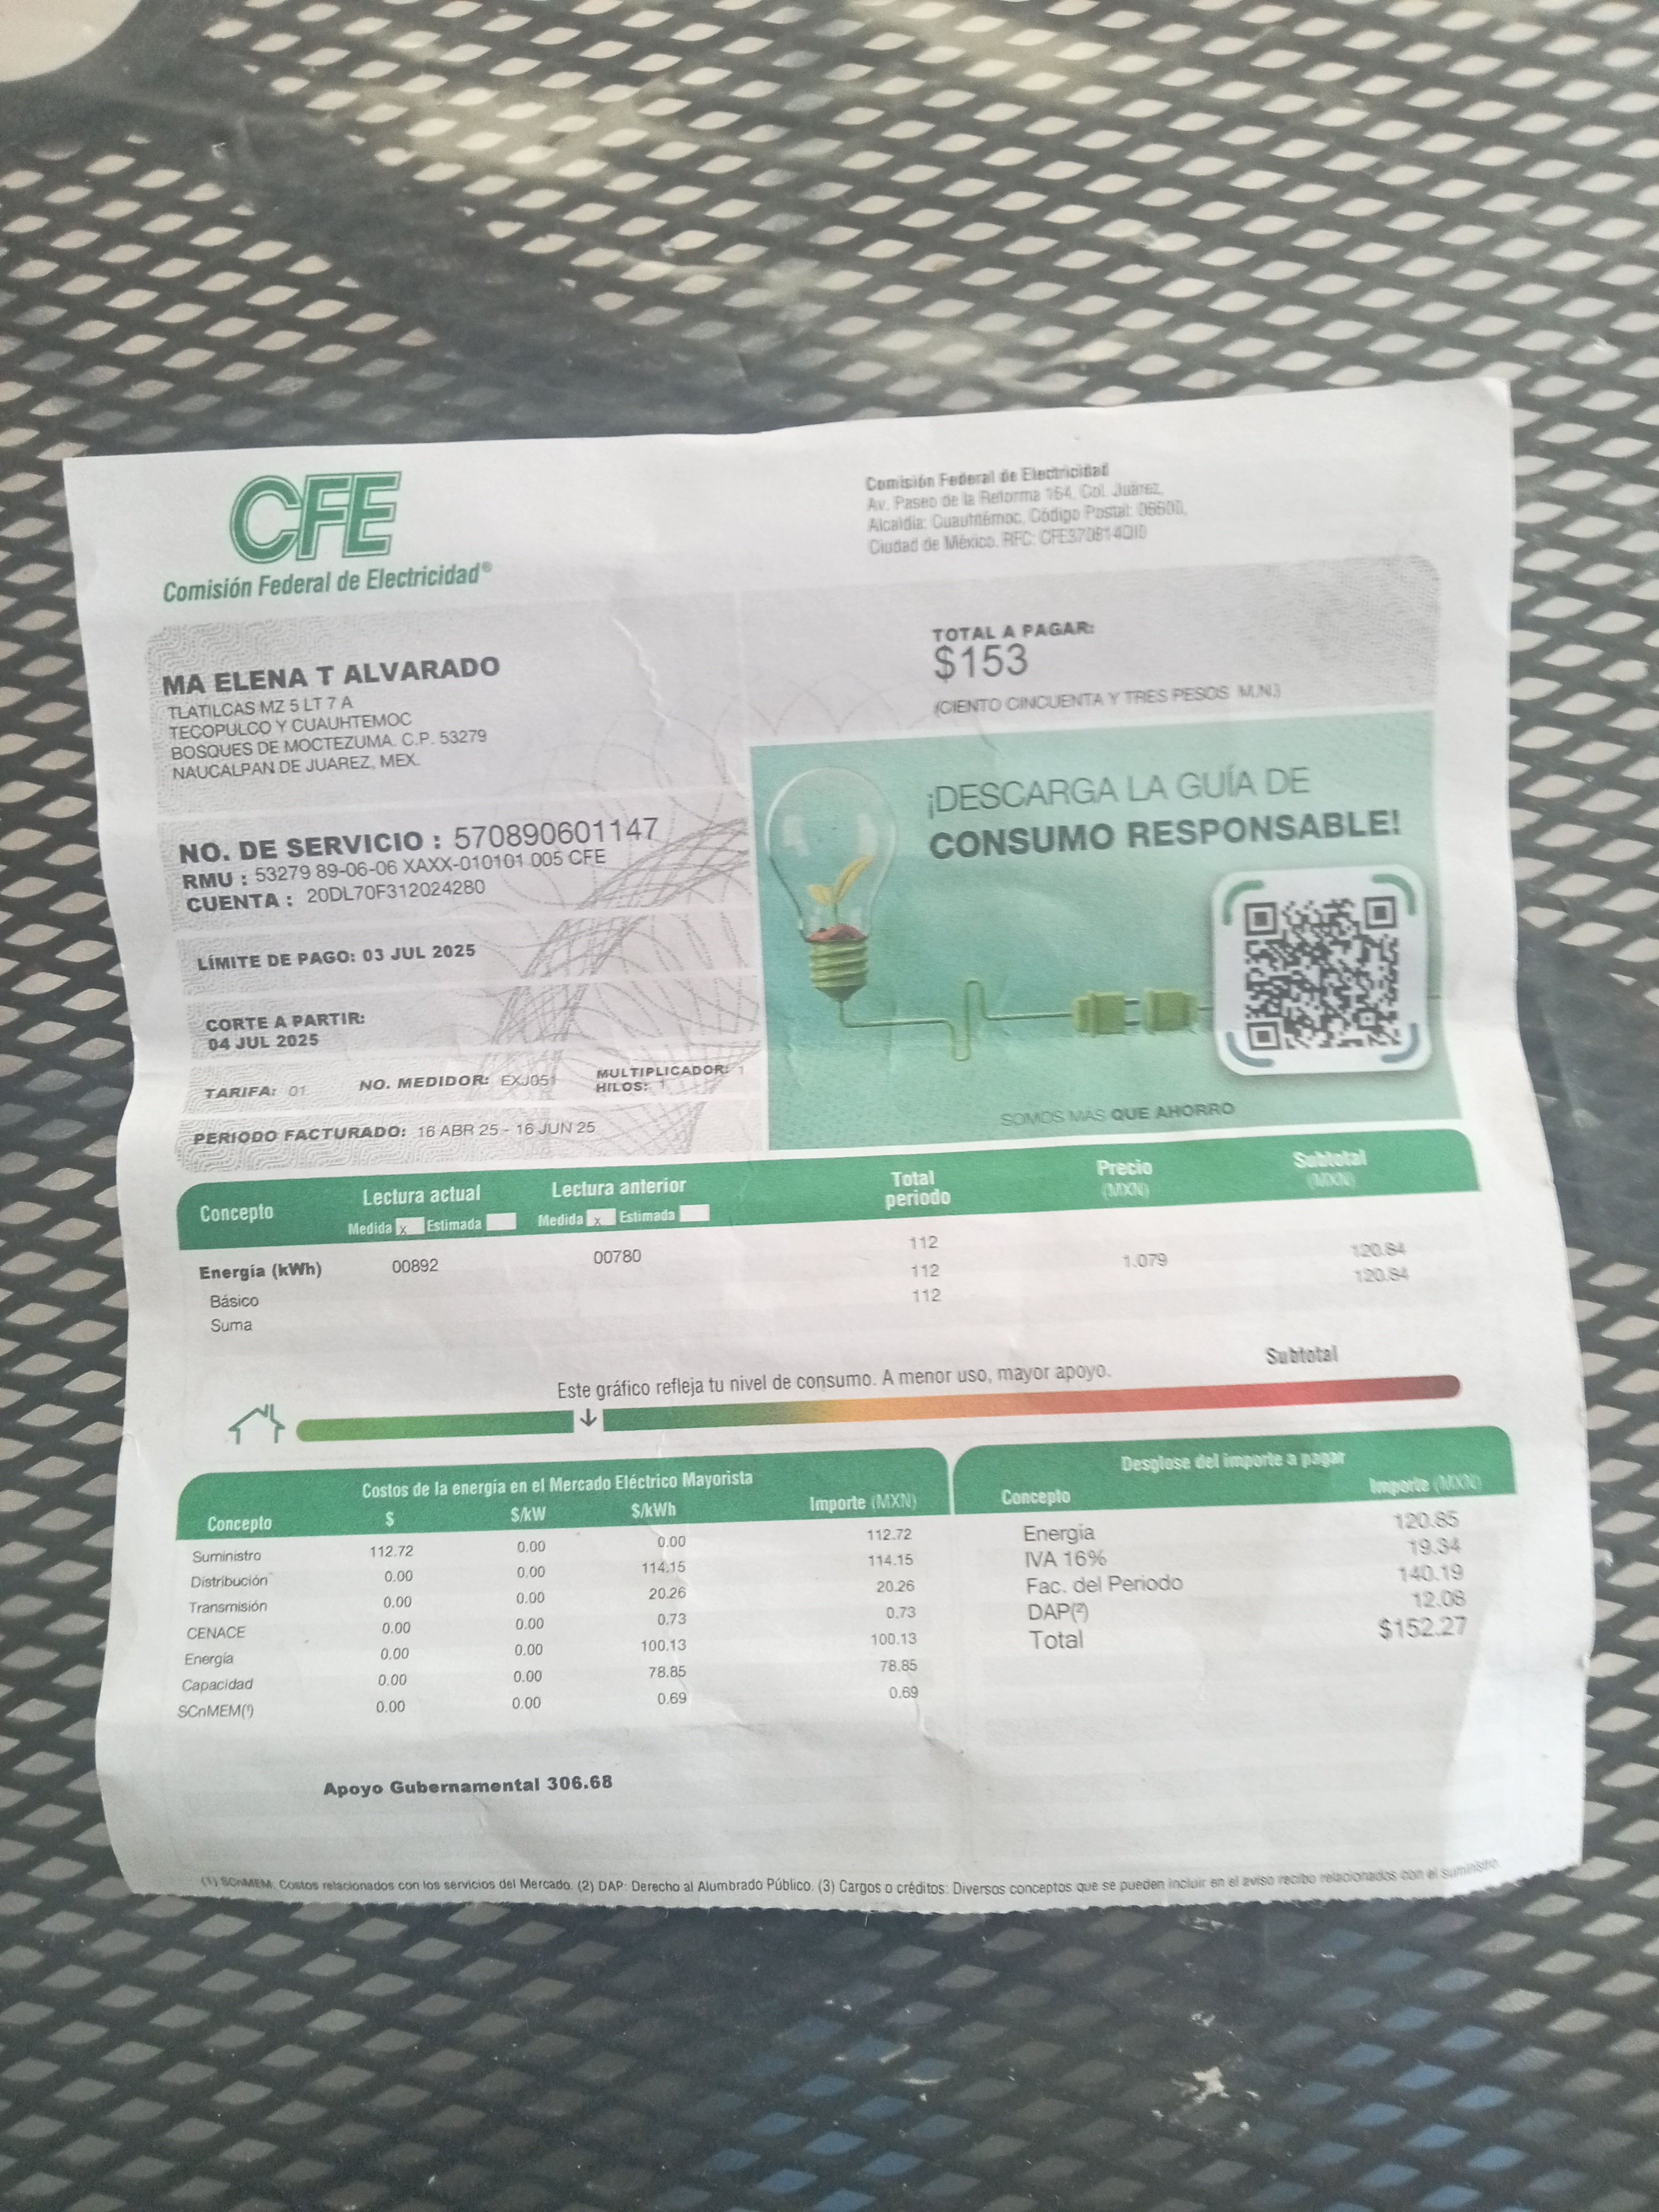 CFE
Comisión Federal de Electricidad®
Comisión Federal de Electricidad
Av. Paseo de la Reforma 164, Col. Juárez,
Alcaldía: Cuauhtémoc, Código Postal: 06600,
Ciudad de México. RFC: CFE370814QI0
MA ELENA T ALVARADO
TLATILCAS MZ 5 LT 7 A
TECOPULCO Y CUAUHTEMOC
BOSQUES DE MOCTEZUMA. C.P. 53279
NAUCALPAN DE JUAREZ, MEX.
TOTAL A PAGAR:
$153
(CIENTO CINCUENTA Y TRES PESOS M.N.)
NO. DE SERVICIO : 570890601147
RMU : 53279 89-06-06 XAXX-010101 005 CFE
CUENTA : 20DL70F312024280
LÍMITE DE PAGO: 03 JUL 2025
CORTE A PARTIR:
04 JUL 2025
TARIFA: 01 NO. MEDIDOR: EXJ051 MULTIPLICADOR: 1
HILOS: 1
PERIODO FACTURADO: 16 ABR 25 - 16 JUN 25
¡DESCARGA LA GUÍA DE
CONSUMO RESPONSABLE!
SOMOS MÁS QUE AHORRO
Concepto Lectura actual Lectura anterior Total periodo Precio (MXN) Subtotal (MXN)
Medida x Estimada Medida x Estimada
Energía (kWh) 00892 00780 112
Básico 112 1.079 120.84
Suma 112 120.84
Subtotal
Este gráfico refleja tu nivel de consumo. A menor uso, mayor apoyo.
Costos de la energía en el Mercado Eléctrico Mayorista
Concepto $ $/kW $/kWh Importe (MXN)
Suministro 112.72 0.00 0.00 112.72
Distribución 0.00 0.00 114.15 114.15
Transmisión 0.00 0.00 20.26 20.26
CENACE 0.00 0.00 0.73 0.73
Energía 0.00 0.00 100.13 100.13
Capacidad 0.00 0.00 78.85 78.85
SCnMEM(¹) 0.00 0.00 0.69 0.69
Desglose del importe a pagar
Concepto Importe (MXN)
Energía 120.85
IVA 16% 19.34
Fac. del Periodo 140.19
DAP(²) 12.08
Total $152.27
Apoyo Gubernamental 306.68
(1) SCnMEM: Costos relacionados con los servicios del Mercado. (2) DAP: Derecho al Alumbrado Público. (3) Cargos o créditos: Diversos conceptos que se pueden incluir en el aviso recibo relacionados con el suministro.